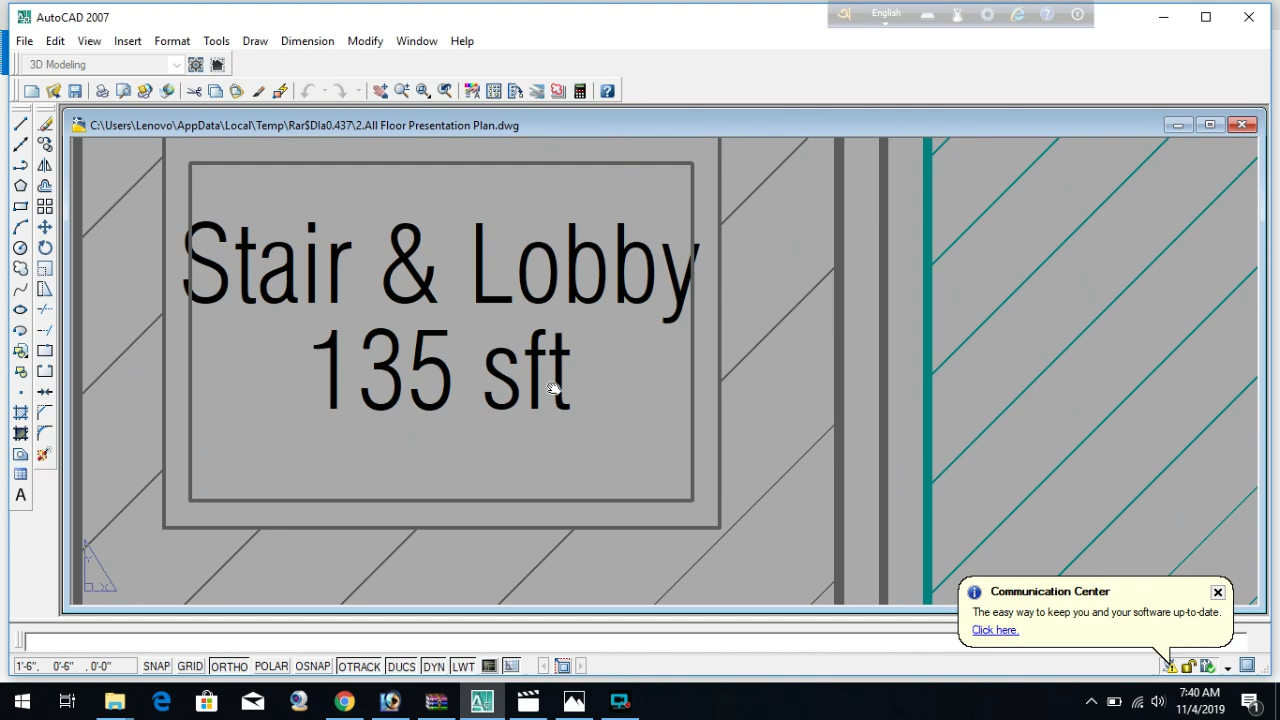 AutoCAD 2007
English
File Edit View Insert Format Tools Draw Dimension Modify Window Help
3D Modeling
C:\Users\Lenovo\AppData\Local\Temp\Rar$DIa0.437\2.All Floor Presentation Plan.dwg
Stair & Lobby
135 sft
Y
X
A
Communication Center
The easy way to keep you and your software up-to-date.
Click here.
1'-6", 0'-6" , 0'-0" SNAP GRID ORTHO POLAR OSNAP OTRACK DUCS DYN LWT
7:40 AM
11/4/2019
1